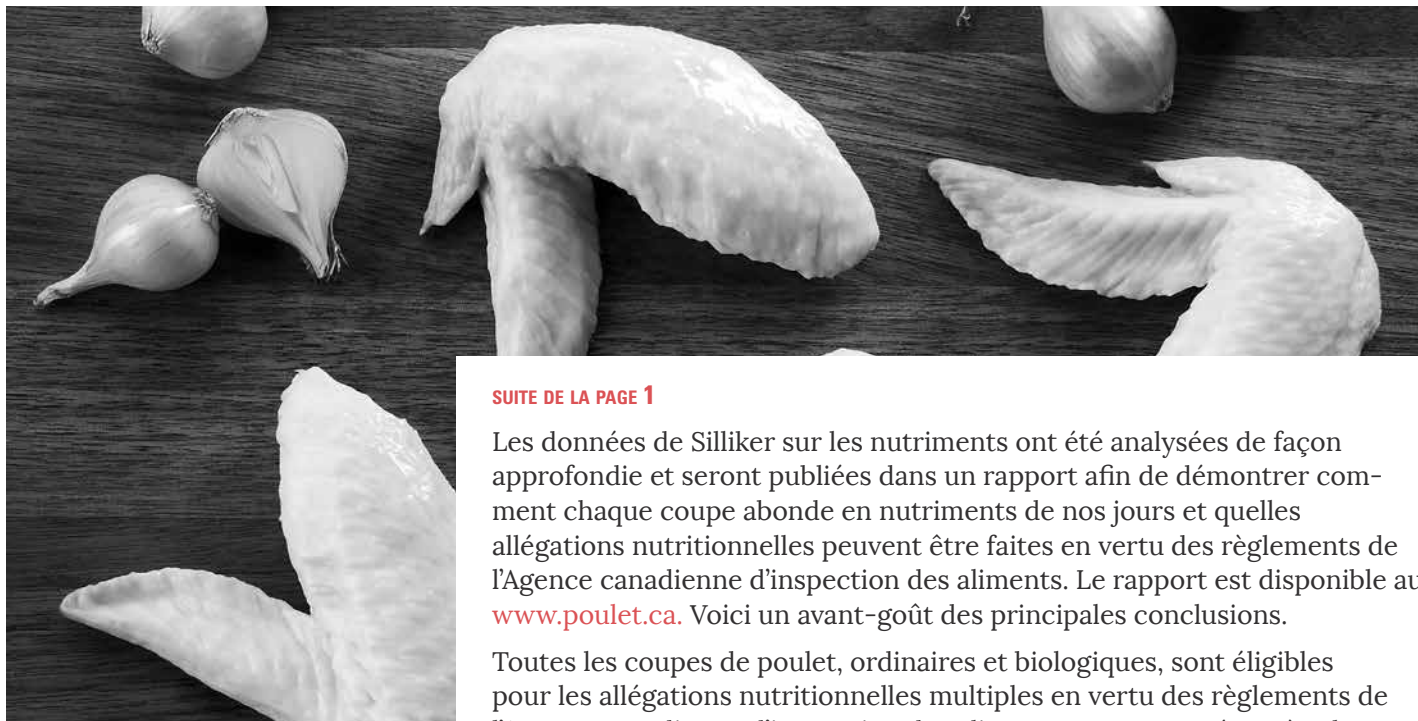 SUITE DE LA PAGE 1
Les données de Silliker sur les nutriments ont été analysées de façon
approfondie et seront publiées dans un rapport afin de démontrer com-
ment chaque coupe abonde en nutriments de nos jours et quelles
allégations nutritionnelles peuvent être faites en vertu des règlements de
l’Agence canadienne d’inspection des aliments. Le rapport est disponible au
www.poulet.ca. Voici un avant-goût des principales conclusions.
Toutes les coupes de poulet, ordinaires et biologiques, sont éligibles
pour les allégations nutritionnelles multiples en vertu des règlements de